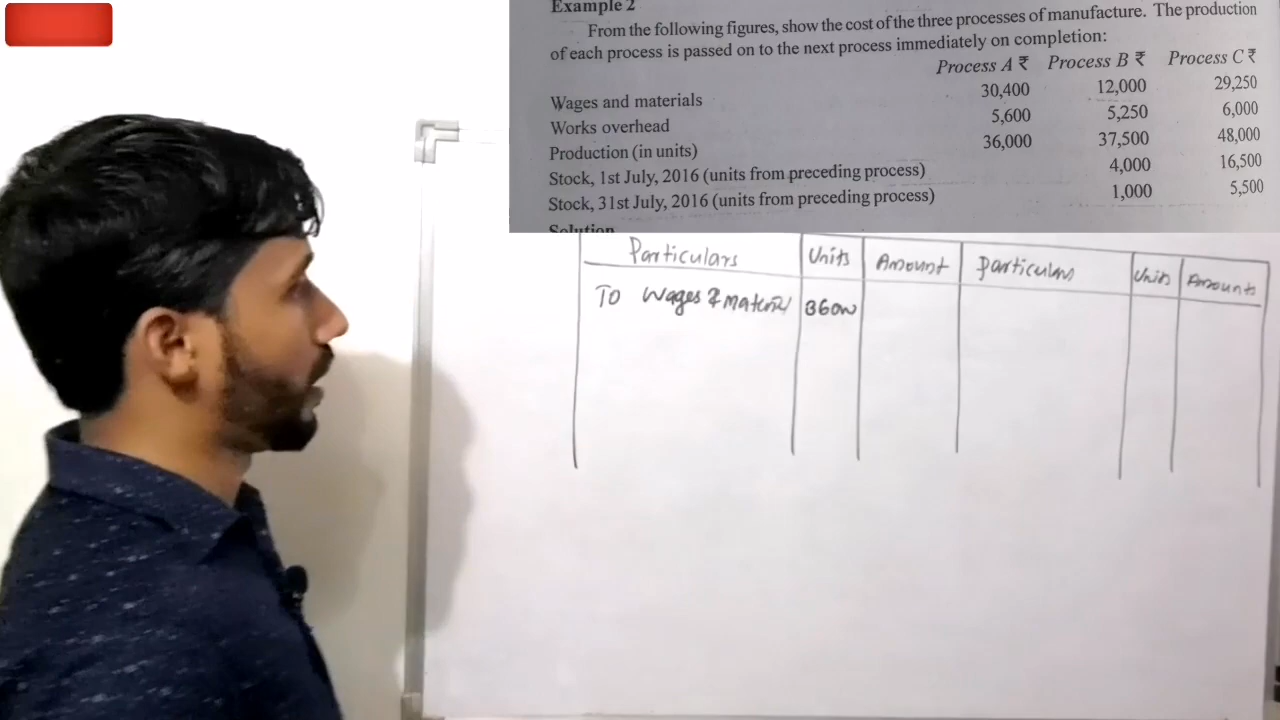 Example 2
From the following figures, show the cost of the three processes of manufacture. The production
of each process is passed on to the next process immediately on completion:
Process A ₹ Process B ₹ Process C ₹
Wages and materials 30,400 12,000 29,250
Works overhead 5,600 5,250 6,000
Production (in units) 36,000 37,500 48,000
Stock, 1st July, 2016 (units from preceding process) 4,000 16,500
Stock, 31st July, 2016 (units from preceding process) 1,000 5,500
Solution
Particulars Units Amount Particulars Units Amounts
To Wages & Material